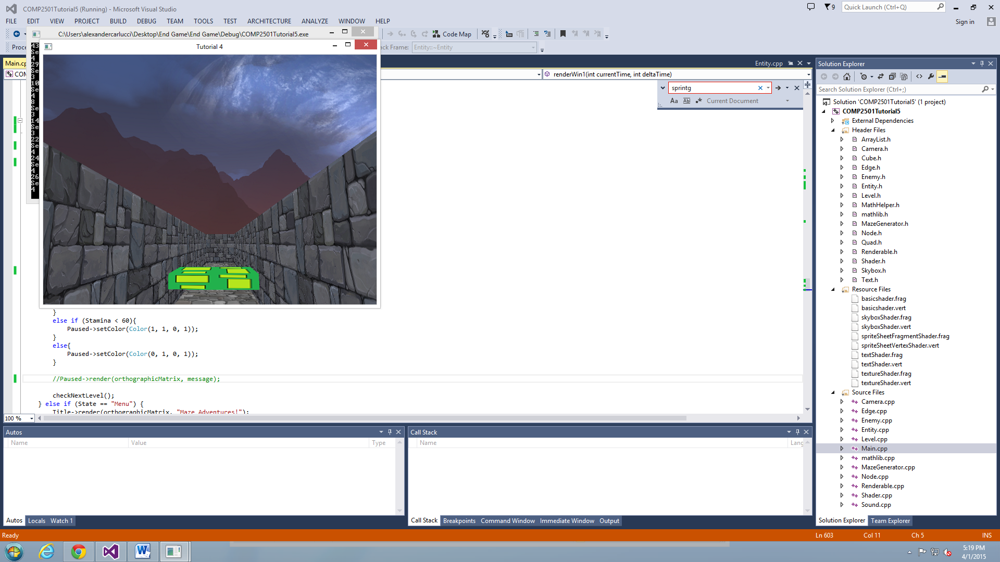 COMP2501Tutorial5 (Running) - Microsoft Visual Studio
9
Quick Launch (Ctrl+Q)
FILE EDIT VIEW PROJECT BUILD DEBUG TEAM TOOLS TEST ARCHITECTURE ANALYZE WINDOW HELP
Sign in
C:\Users\alexandercarlucci\Desktop\End Game\End Game\Debug\COMP2501Tutorial5.exe
Code Map
Tutorial 4
Proce
ack Frame: Entity::~Entity
Main.cp
Entity.cpp
COM
renderWin1(int currentTime, int deltaTime)
43
Se
4
29
Se
3
10
Se
4
8
Se
3
14
Se
3
22
Se
4
24
Se
4
26
Se
4
sprintg
Aa Abl Current Document
}
else if (Stamina < 60){
Paused->setColor(Color(1, 1, 0, 1));
}
else{
Paused->setColor(Color(0, 1, 0, 1));
}
//Paused->render(orthographicMatrix, message);
checkNextLevel();
} else if (State == "Menu") {
Title->render(orthographicMatrix, "Maze Adventures!");
100 %
Autos
Name Value Type
Autos Locals Watch 1
Call Stack
Name Lang
Call Stack Breakpoints Command Window Immediate Window Output
Solution Explorer
Search Solution Explorer (Ctrl+;)
Solution 'COMP2501Tutorial5' (1 project)
COMP2501Tutorial5
External Dependencies
Header Files
ArrayList.h
Camera.h
Cube.h
Edge.h
Enemy.h
Entity.h
Level.h
MathHelper.h
mathlib.h
MazeGenerator.h
Node.h
Quad.h
Renderable.h
Shader.h
Skybox.h
Text.h
Resource Files
basicshader.frag
basicshader.vert
skyboxShader.frag
skyboxShader.vert
spriteSheetFragmentShader.frag
spriteSheetVertexShader.vert
textShader.frag
textShader.vert
textureShader.frag
textureShader.vert
Source Files
Camera.cpp
Edge.cpp
Enemy.cpp
Entity.cpp
Level.cpp
Main.cpp
mathlib.cpp
MazeGenerator.cpp
Node.cpp
Renderable.cpp
Shader.cpp
Sound.cpp
Solution Explorer Team Explorer
Ready
Ln 603 Col 11 Ch 5 INS
5:19 PM
4/1/2015